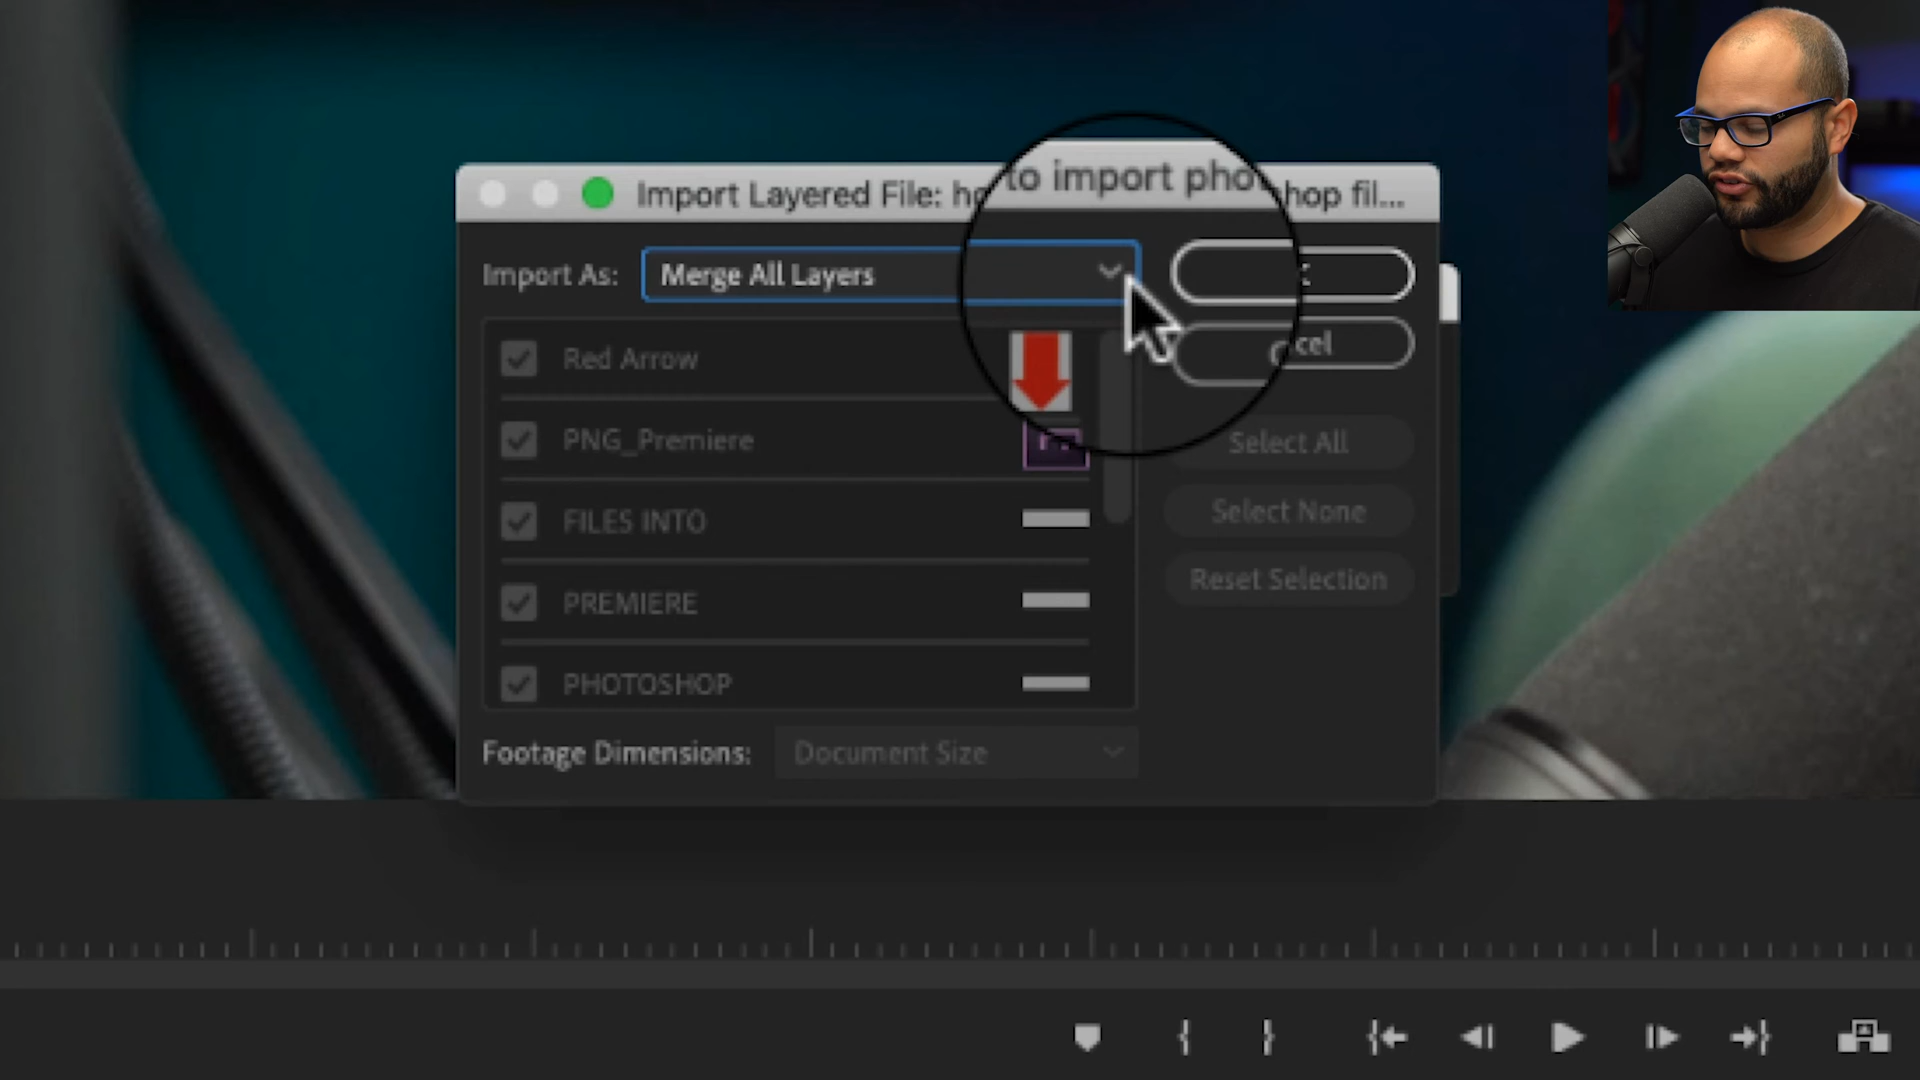 to import pho
Import Layered File: ho
hop fil...
Import As:
Merge All Layers
Red Arrow
cel
PNG_Premiere
Select All
FILES INTO
Select None
PREMIERE
Reset Selection
PHOTOSHOP
Footage Dimensions:
Document Size